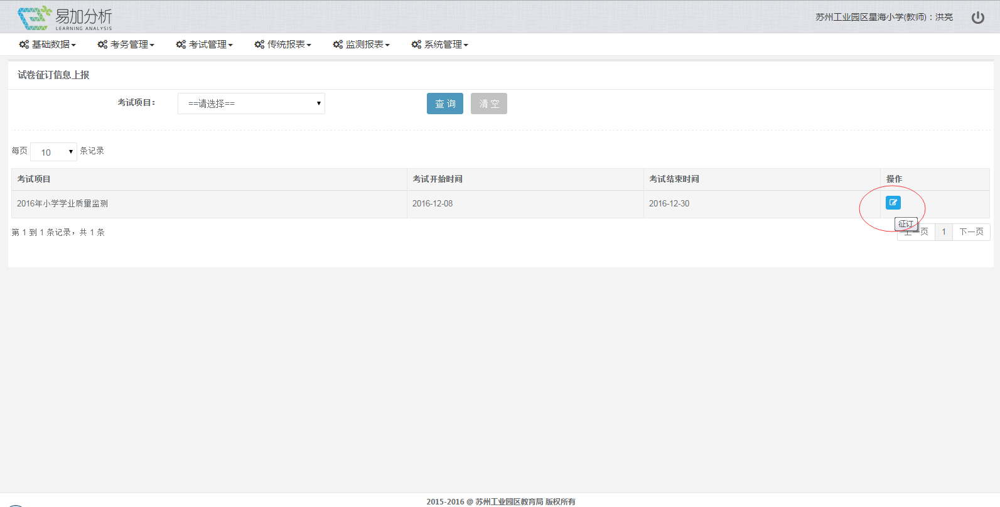 易加分析
LEARNING ANALYSIS
苏州工业园区星海小学(教师)：洪亮
基础数据 考务管理 考试管理 传统报表 监测报表 系统管理
试卷征订信息上报
考试项目： ==请选择== 查 询 清 空
每页 10 条记录
考试项目 考试开始时间 考试结束时间 操作
2016年小学学业质量监测 2016-12-08 2016-12-30
征订
第 1 到 1 条记录，共 1 条 上一页 1 下一页
2015-2016 @ 苏州工业园区教育局 版权所有